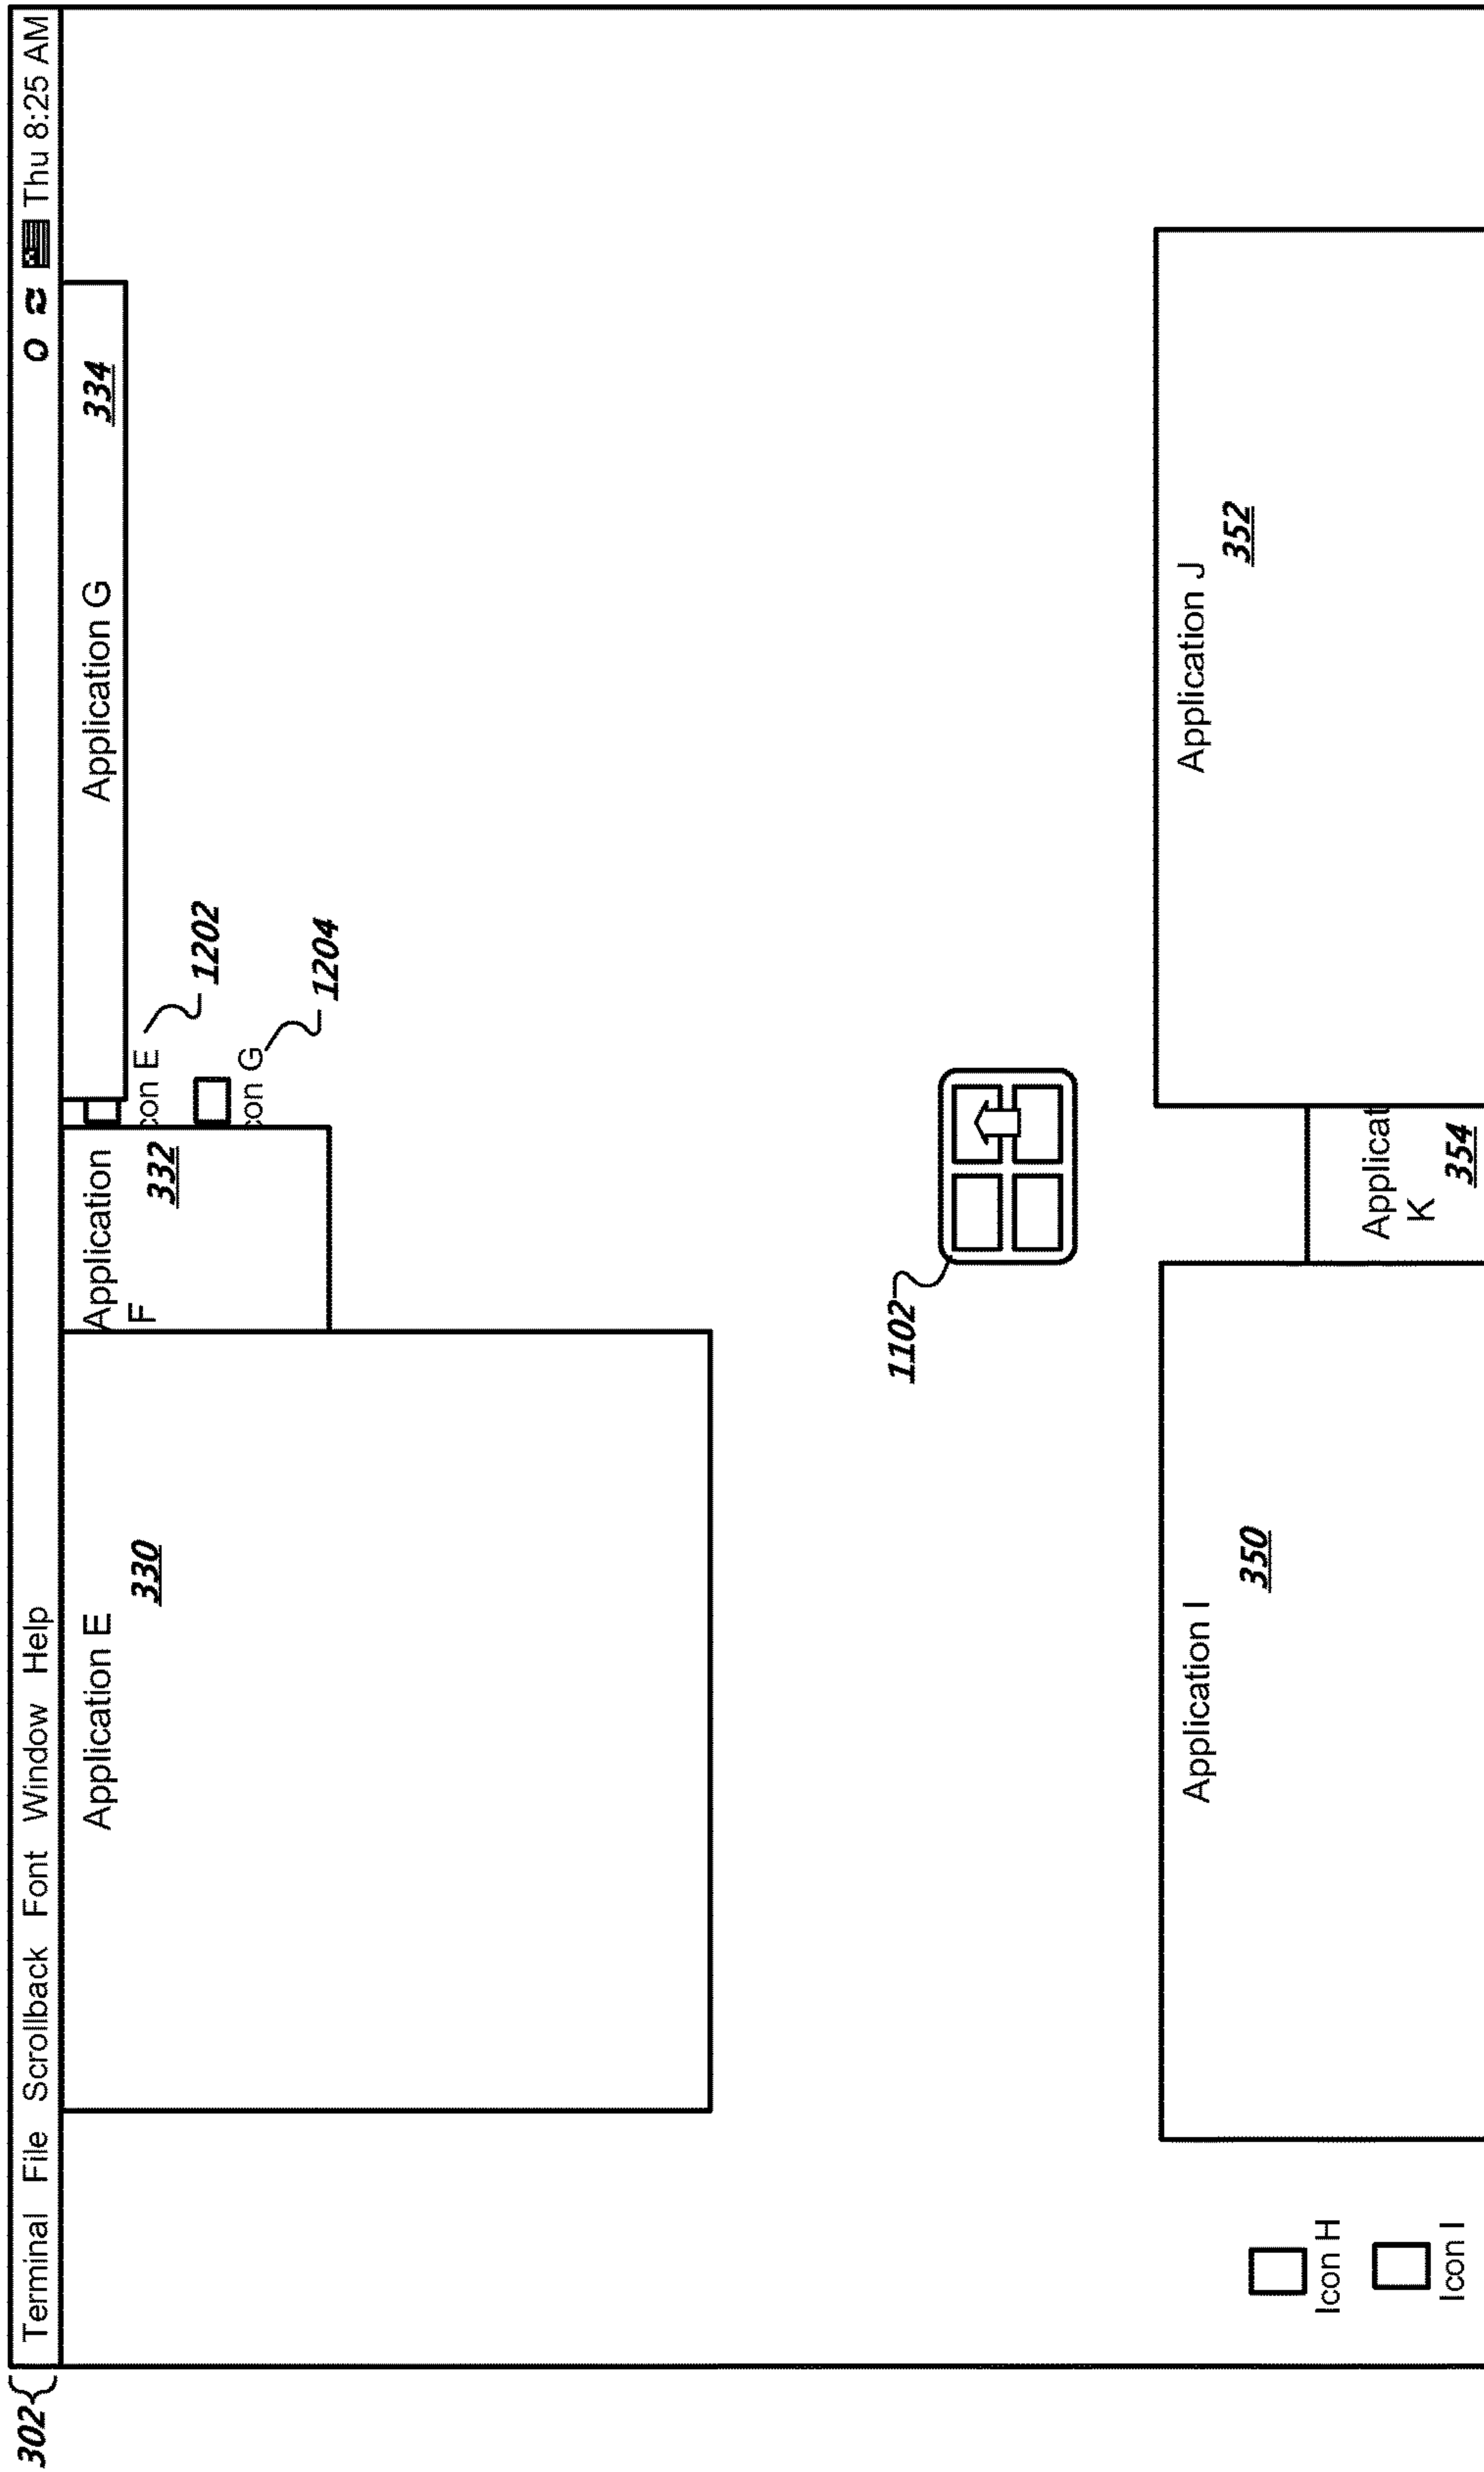 302
Terminal File Scrollback Font Window Help Thu 8:25 AM
Application E
330
Application
F
332
Application G
334
con E
1202
con G
1204
1102
Application I
350
Application J
352
Applicat
K
354
Icon H
Icon I